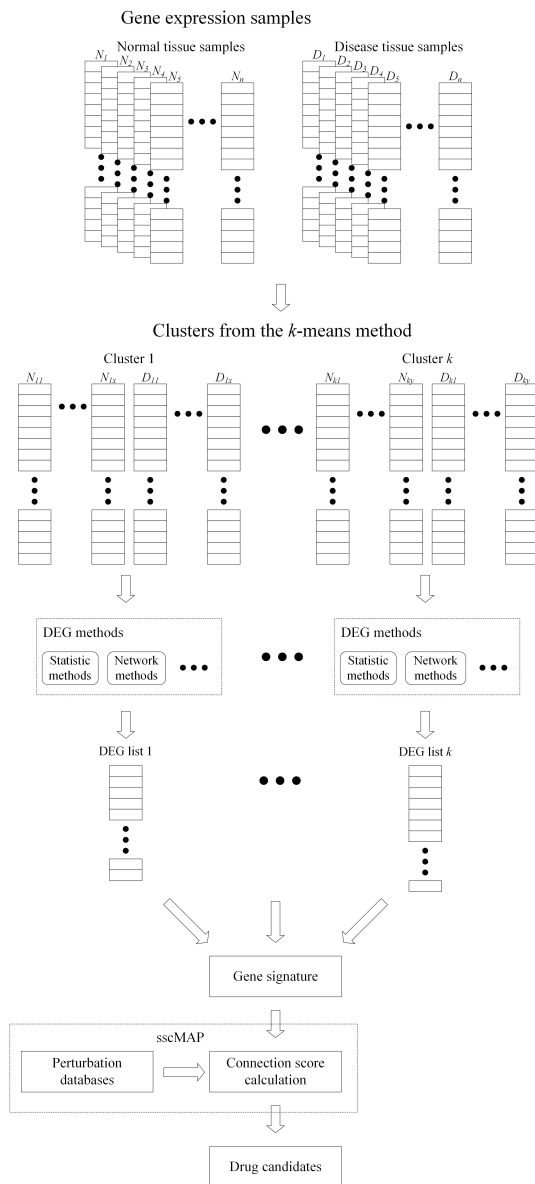 Gene expression samples
Normal tissue samples
Disease tissue samples
N1 N2 N3 N4 N5 Nn
D1 D2 D3 D4 D5 Dn
Clusters from the k-means method
Cluster 1
Cluster k
N11 N1x D11 D1x
Nk1 Nky Dk1 Dky
DEG methods
Statistic methods
Network methods
DEG methods
Statistic methods
Network methods
DEG list 1
DEG list k
Gene signature
sscMAP
Perturbation
databases
Connection score
calculation
Drug candidates